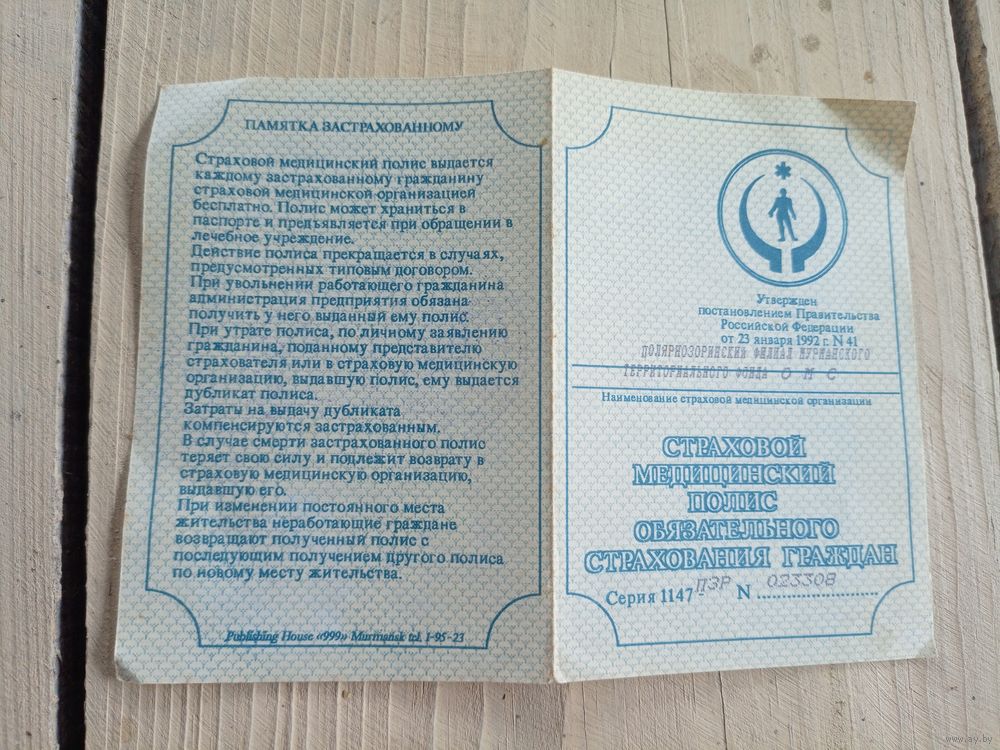 ПАМЯТКА ЗАСТРАХОВАННОМУ
Страховой медицинский полис выдается
каждому застрахованному гражданину
страховой медицинской организацией
бесплатно. Полис может храниться в
паспорте и предъявляется при обращении в
лечебное учреждение.
Действие полиса прекращается в случаях,
предусмотренных типовым договором.
При увольнении работающего гражданина
администрация предприятия обязана
получить у него выданный ему полис.
При утрате полиса, по личному заявлению
гражданина, поданному представителю
страхователя или в страховую медицинскую
организацию, выдавшую полис, ему выдается
дубликат полиса.
Затраты на выдачу дубликата
компенсируются застрахованным.
В случае смерти застрахованного полис
теряет свою силу и подлежит возврату в
страховую медицинскую организацию,
выдавшую его.
При изменении постоянного места
жительства неработающие граждане
возвращают полученный полис с
последующим получением другого полиса
по новому месту жительства.
Publishing House «999» Murmansk tel. 1-95-23
Утвержден
постановлением Правительства
Российской Федерации
от 23 января 1992 г. N 41
ПОЛЯРНОЗОРИНСКИЙ ФИЛИАЛ МУРМАНСКОГО
ТЕРРИТОРИАЛЬНОГО ФОНДА О М С
Наименование страховой медицинской организации
СТРАХОВОЙ
МЕДИЦИНСКИЙ
ПОЛИС
ОБЯЗАТЕЛЬНОГО
СТРАХОВАНИЯ ГРАЖДАН
Серия 1147-ПЗР N 023308
www.ay.by